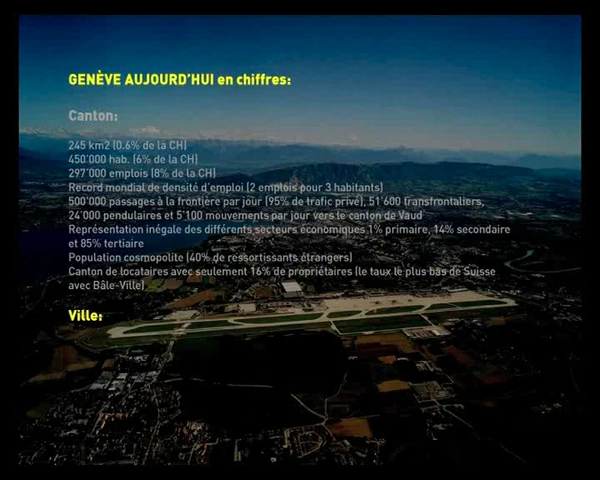 GENÈVE AUJOURD'HUI en chiffres:
Canton:
245 km2 (0.6% de la CH)
450'000 hab. (6% de la CH)
297'000 emplois (8% de la CH)
Record mondial de densité d'emploi (2 emplois pour 3 habitants)
500'000 passages à la frontière par jour (95% de trafic privé), 51'600 transfrontaliers,
24'000 pendulaires et 5'100 mouvements par jour vers le canton de Vaud
Représentation inégale des différents secteurs économiques 1% primaire, 14% secondaire
et 85% tertiaire
Population cosmopolite (40% de ressortissants étrangers)
Canton de locataires avec seulement 16% de propriétaires (le taux le plus bas de Suisse
avec Bâle-Ville)
Ville: